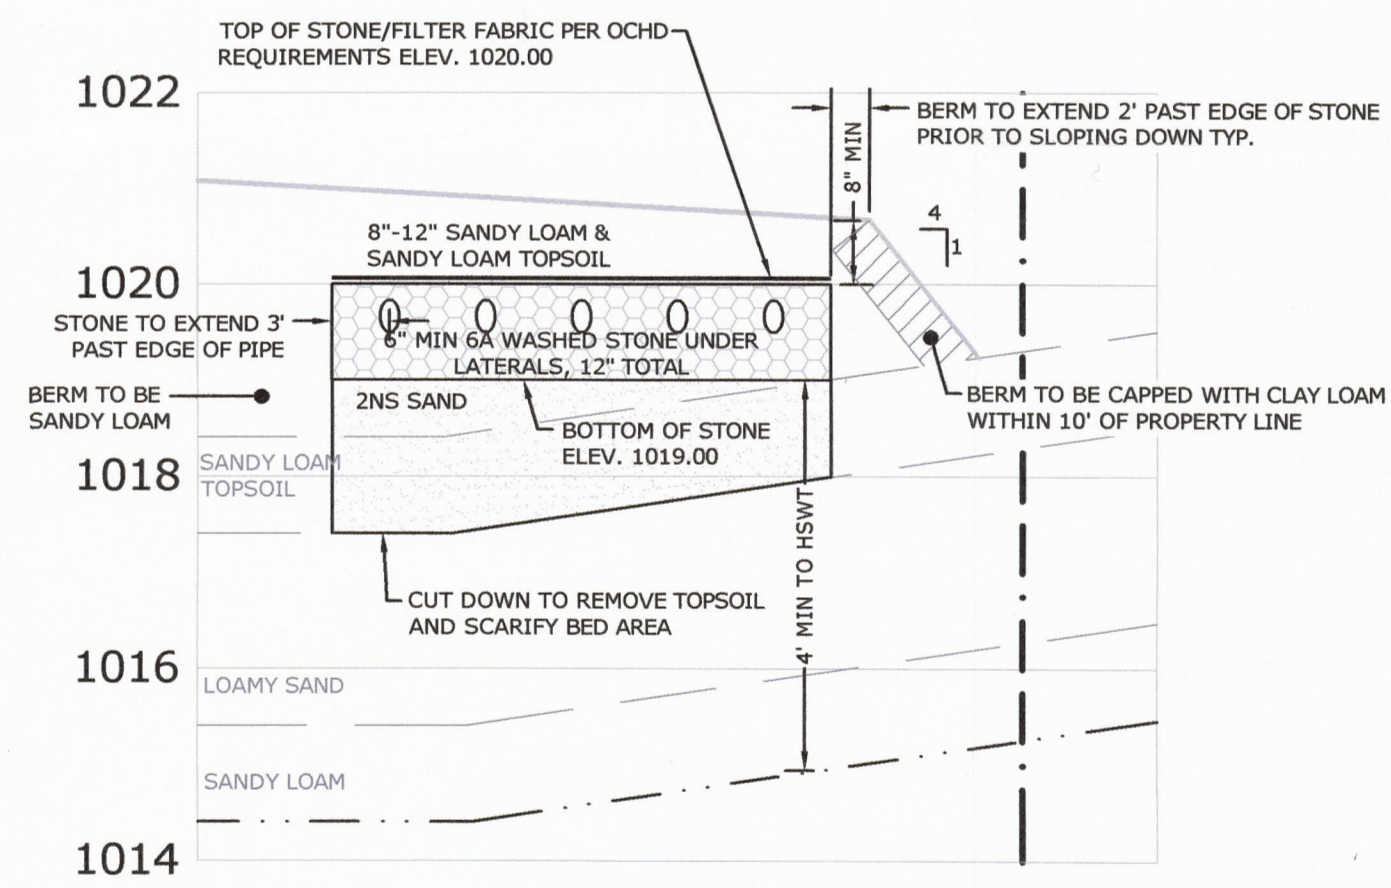 TOP OF STONE/FILTER FABRIC PER OCHD
REQUIREMENTS ELEV. 1020.00
1022
BERM TO EXTEND 2' PAST EDGE OF STONE
PRIOR TO SLOPING DOWN TYP.
8" MIN
4
1
8"-12" SANDY LOAM &
SANDY LOAM TOPSOIL
1020
STONE TO EXTEND 3'
PAST EDGE OF PIPE
6" MIN 6A WASHED STONE UNDER
LATERALS, 12" TOTAL
BERM TO BE
SANDY LOAM
2NS SAND
BERM TO BE CAPPED WITH CLAY LOAM
WITHIN 10' OF PROPERTY LINE
BOTTOM OF STONE
ELEV. 1019.00
SANDY LOAM
TOPSOIL
1018
4' MIN TO HSWT
CUT DOWN TO REMOVE TOPSOIL
AND SCARIFY BED AREA
1016
LOAMY SAND
SANDY LOAM
1014